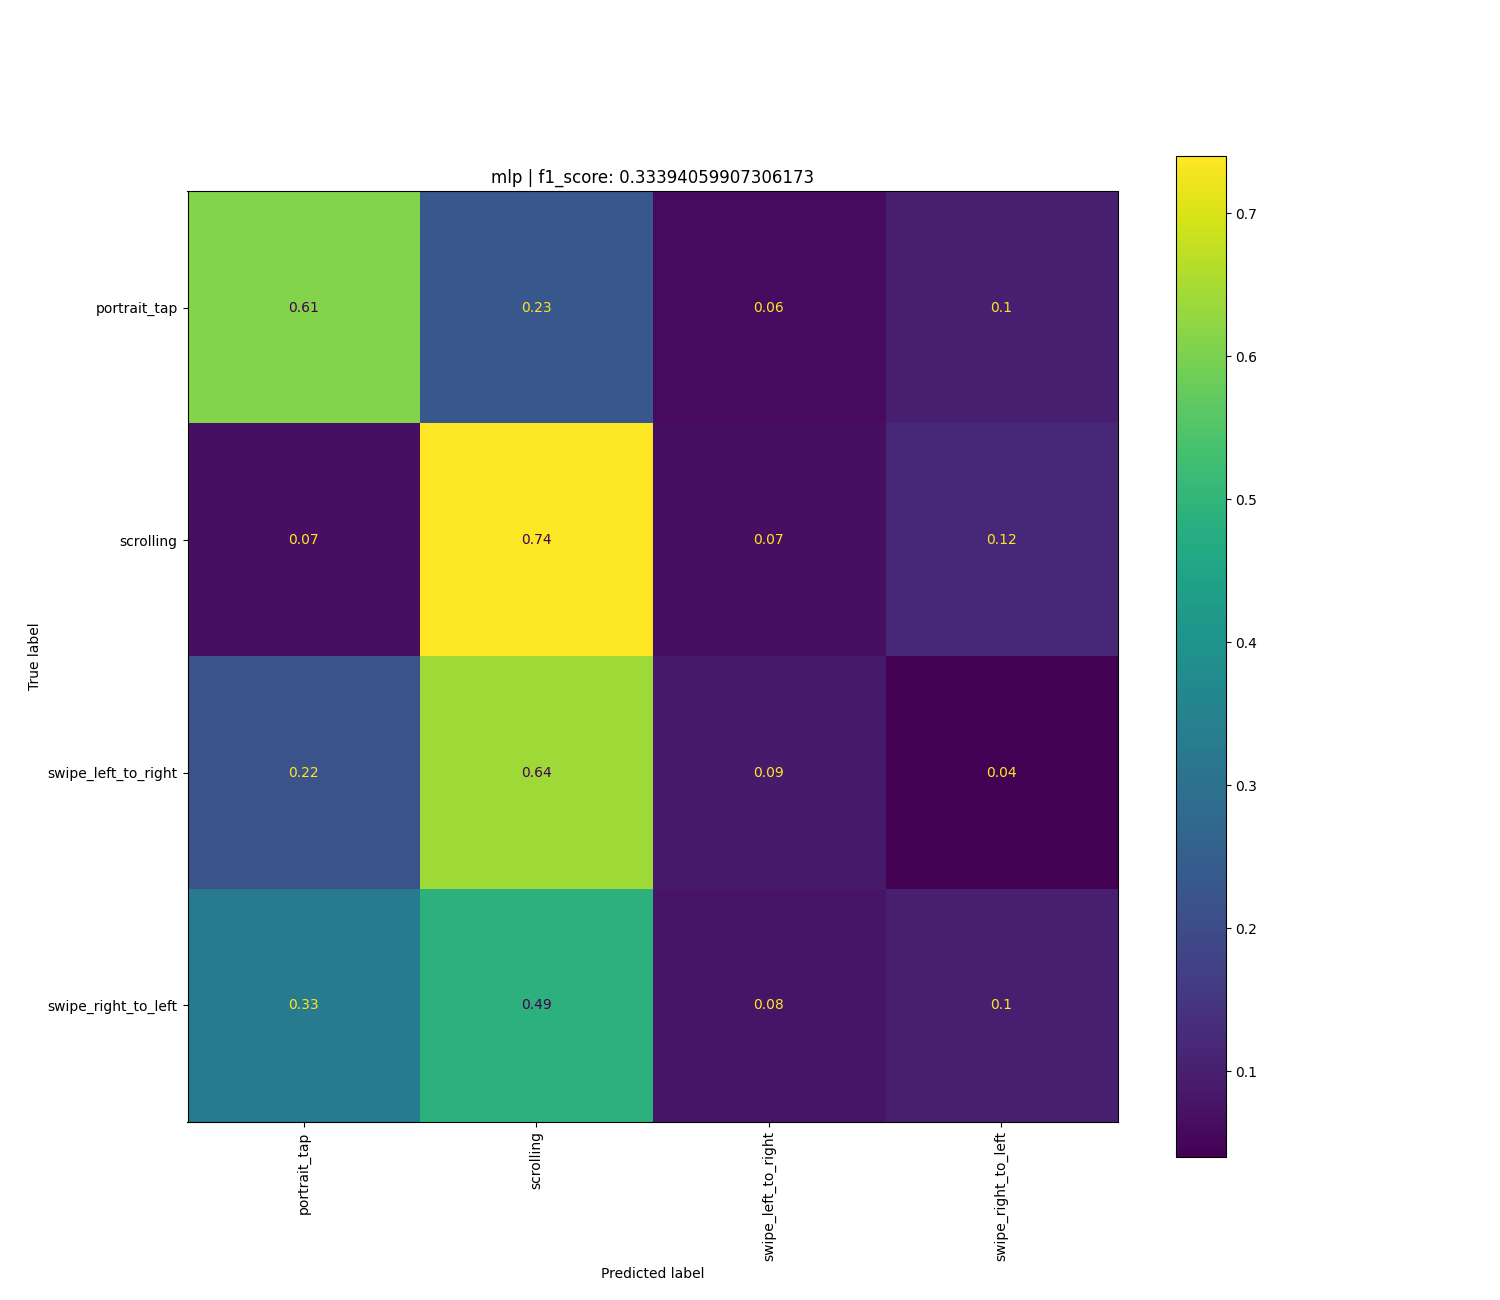 mlp | f1_score: 0.33394059907306173
True label
portrait_tap
0.61 0.23 0.06 0.1
scrolling
0.07 0.74 0.07 0.12
swipe_left_to_right
0.22 0.64 0.09 0.04
swipe_right_to_left
0.33 0.49 0.08 0.1
portrait_tap
scrolling
swipe_left_to_right
swipe_right_to_left
Predicted label
0.7
0.6
0.5
0.4
0.3
0.2
0.1